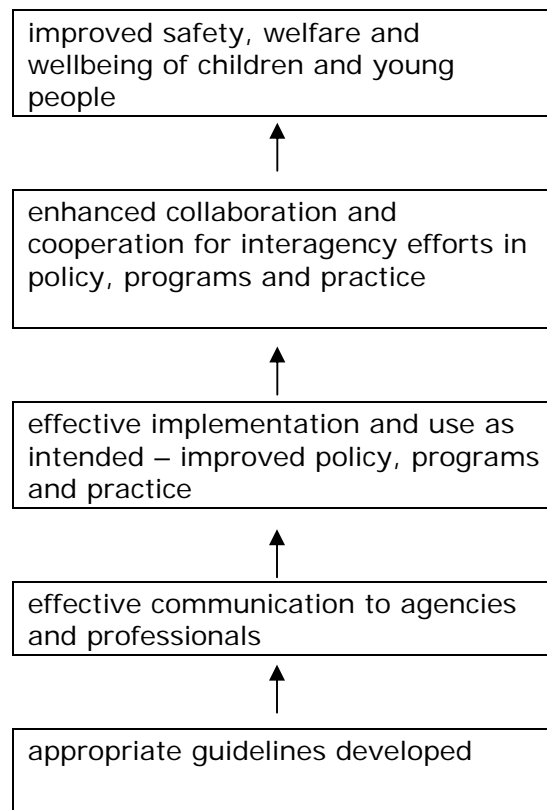 improved safety, welfare and
wellbeing of children and young
people
enhanced collaboration and
cooperation for interagency efforts in
policy, programs and practice
effective implementation and use as
intended – improved policy, programs
and practice
effective communication to agencies
and professionals
appropriate guidelines developed